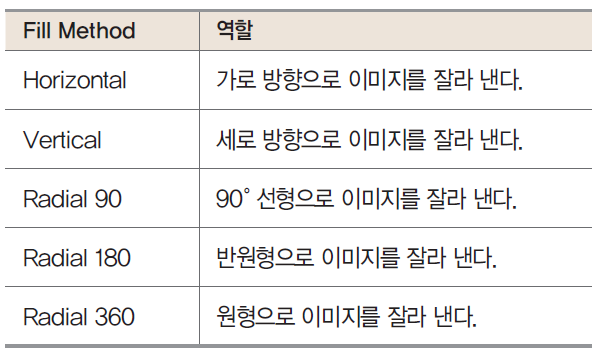 Fill Method 역할
Horizontal 가로 방향으로 이미지를 잘라 낸다.
Vertical 세로 방향으로 이미지를 잘라 낸다.
Radial 90 90˚ 선형으로 이미지를 잘라 낸다.
Radial 180 반원형으로 이미지를 잘라 낸다.
Radial 360 원형으로 이미지를 잘라 낸다.